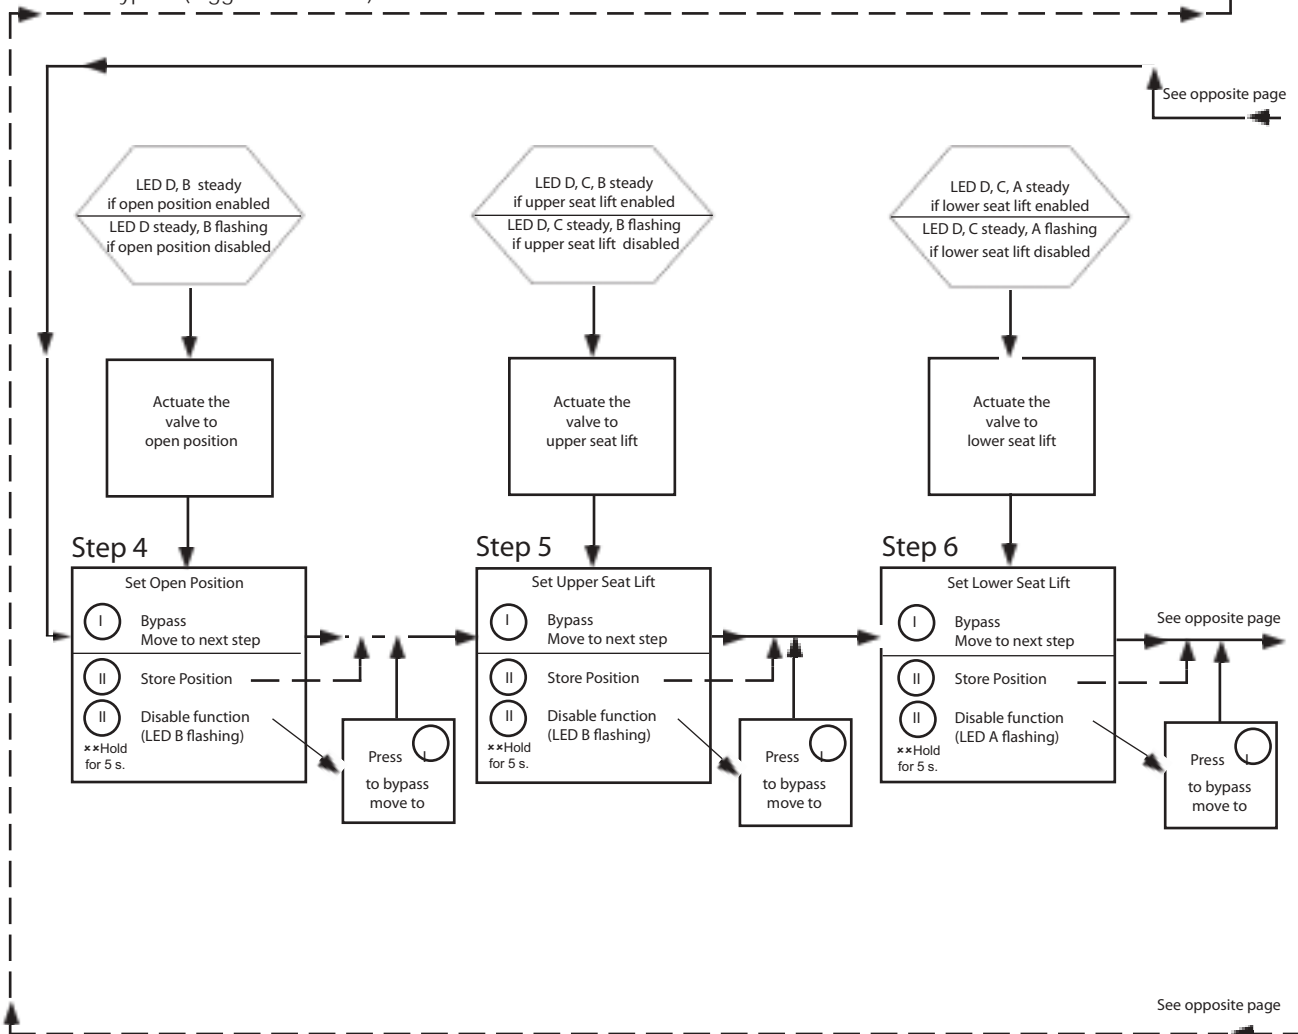 See opposite page
LED D, B steady
if open position enabled
LED D steady, B flashing
if open position disabled
LED D, C, B steady
if upper seat lift enabled
LED D, C steady, B flashing
if upper seat lift disabled
LED D, C, A steady
if lower seat lift enabled
LED D, C steady, A flashing
if lower seat lift disabled
Actuate the
valve to
open position
Actuate the
valve to
upper seat lift
Actuate the
valve to
lower seat lift
Step 4
Set Open Position
I
Bypass
Move to next step
II
Store Position
II
Disable function
(LED B flashing)
××Hold
for 5 s.
Press I
to bypass
move to
Step 5
Set Upper Seat Lift
I
Bypass
Move to next step
II
Store Position
II
Disable function
(LED B flashing)
××Hold
for 5 s.
Press I
to bypass
move to
Step 6
Set Lower Seat Lift
I
Bypass
Move to next step
II
Store Position
II
Disable function
(LED A flashing)
××Hold
for 5 s.
See opposite page
Press I
to bypass
move to
See opposite page